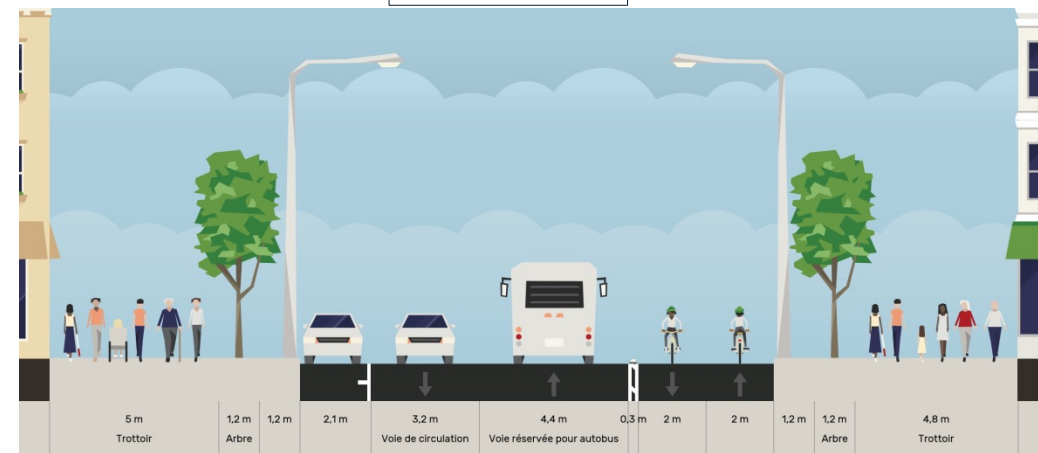 5 m
1,2 m
1,2 m
2,1 m
3,2 m
4,4 m
0,3 m
2 m
2 m
1,2 m
1,2 m
4,8 m
Trottoir
Arbre
Voie de circulation
Voie réservée pour autobus
Arbre
Trottoir